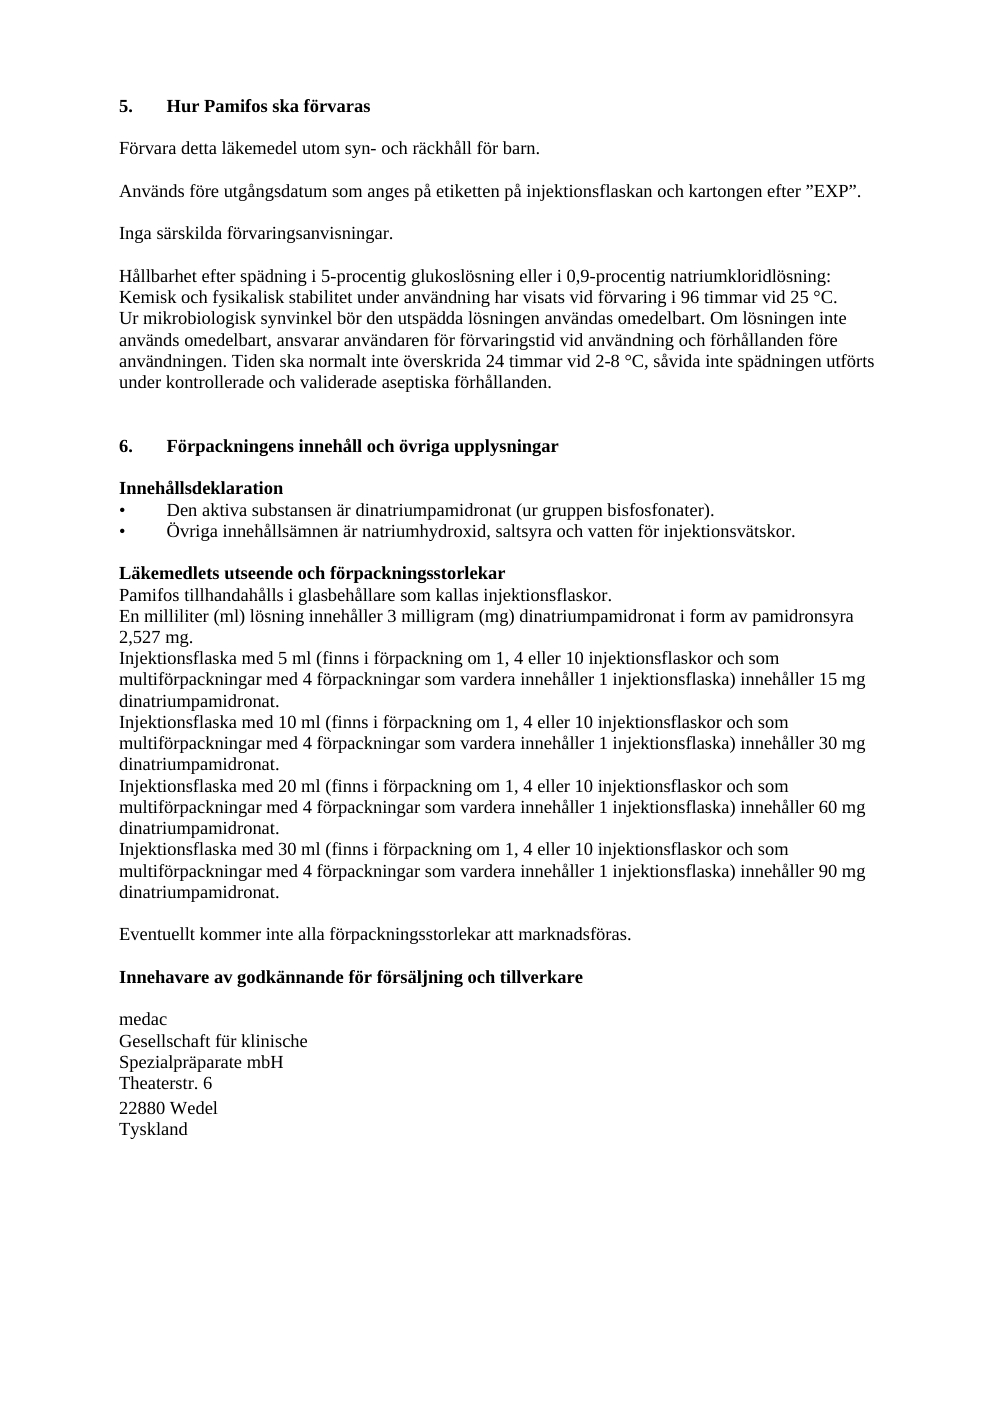 5. Hur Pamifos ska förvaras
Förvara detta läkemedel utom syn- och räckhåll för barn.
Används före utgångsdatum som anges på etiketten på injektionsflaskan och kartongen efter ”EXP”.
Inga särskilda förvaringsanvisningar.
Hållbarhet efter spädning i 5-procentig glukoslösning eller i 0,9-procentig natriumkloridlösning:
Kemisk och fysikalisk stabilitet under användning har visats vid förvaring i 96 timmar vid 25 °C.
Ur mikrobiologisk synvinkel bör den utspädda lösningen användas omedelbart. Om lösningen inte
används omedelbart, ansvarar användaren för förvaringstid vid användning och förhållanden före
användningen. Tiden ska normalt inte överskrida 24 timmar vid 2-8 °C, såvida inte spädningen utförts
under kontrollerade och validerade aseptiska förhållanden.
6. Förpackningens innehåll och övriga upplysningar
Innehållsdeklaration
• Den aktiva substansen är dinatriumpamidronat (ur gruppen bisfosfonater).
• Övriga innehållsämnen är natriumhydroxid, saltsyra och vatten för injektionsvätskor.
Läkemedlets utseende och förpackningsstorlekar
Pamifos tillhandahålls i glasbehållare som kallas injektionsflaskor.
En milliliter (ml) lösning innehåller 3 milligram (mg) dinatriumpamidronat i form av pamidronsyra
2,527 mg.
Injektionsflaska med 5 ml (finns i förpackning om 1, 4 eller 10 injektionsflaskor och som
multiförpackningar med 4 förpackningar som vardera innehåller 1 injektionsflaska) innehåller 15 mg
dinatriumpamidronat.
Injektionsflaska med 10 ml (finns i förpackning om 1, 4 eller 10 injektionsflaskor och som
multiförpackningar med 4 förpackningar som vardera innehåller 1 injektionsflaska) innehåller 30 mg
dinatriumpamidronat.
Injektionsflaska med 20 ml (finns i förpackning om 1, 4 eller 10 injektionsflaskor och som
multiförpackningar med 4 förpackningar som vardera innehåller 1 injektionsflaska) innehåller 60 mg
dinatriumpamidronat.
Injektionsflaska med 30 ml (finns i förpackning om 1, 4 eller 10 injektionsflaskor och som
multiförpackningar med 4 förpackningar som vardera innehåller 1 injektionsflaska) innehåller 90 mg
dinatriumpamidronat.
Eventuellt kommer inte alla förpackningsstorlekar att marknadsföras.
Innehavare av godkännande för försäljning och tillverkare
medac
Gesellschaft für klinische
Spezialpräparate mbH
Theaterstr. 6
22880 Wedel
Tyskland